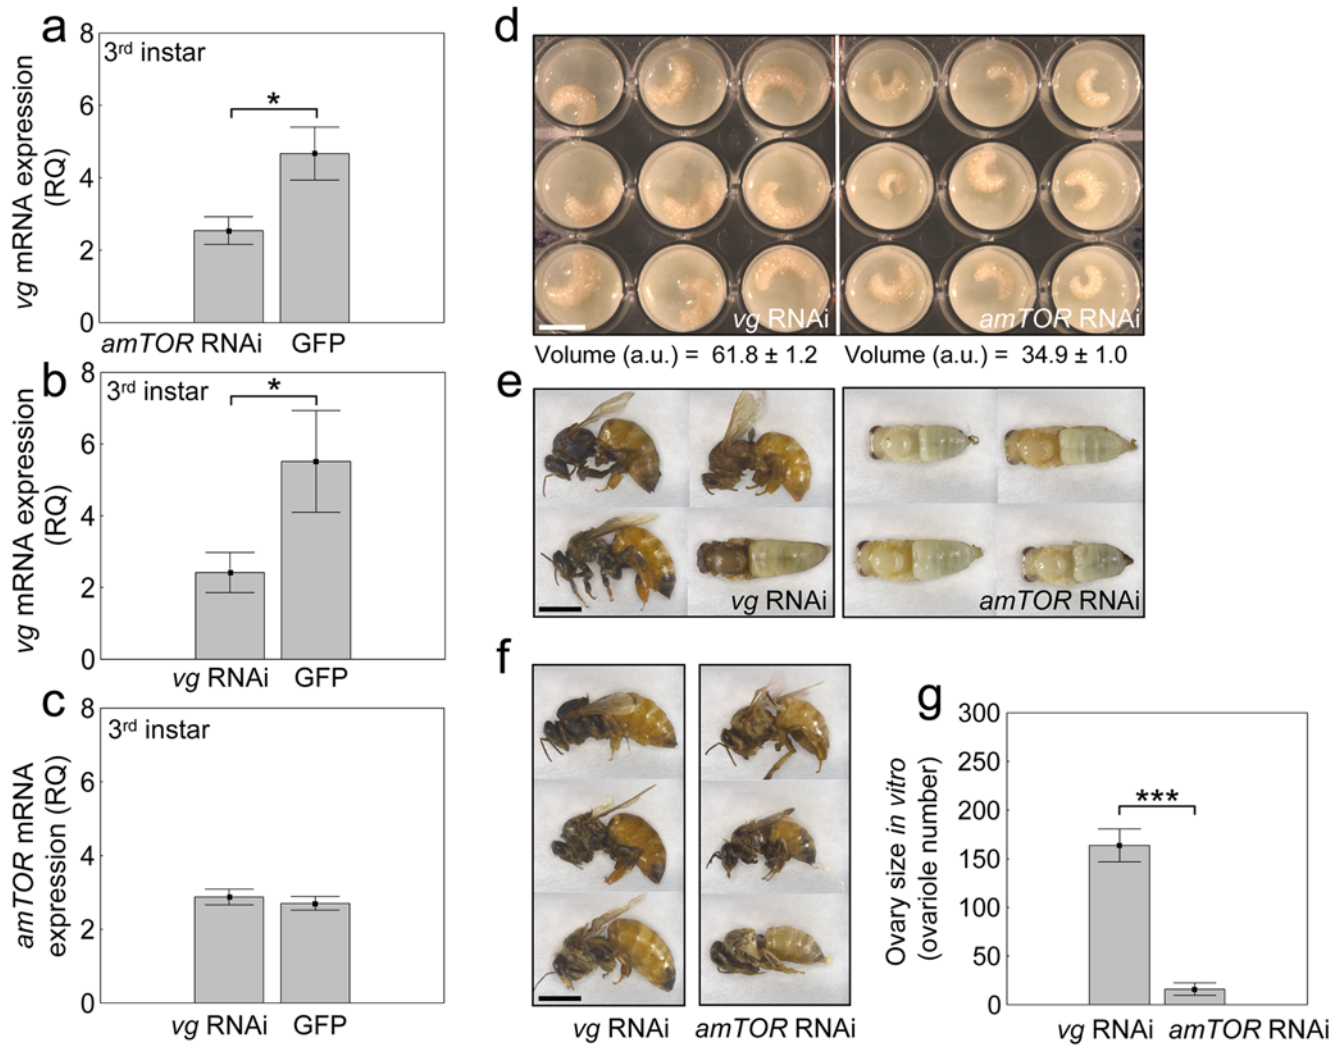 a
8
6
4
2
0
vg mRNA expression
(RQ)
3rd instar
*
amTOR RNAi GFP
b
8
6
4
2
0
vg mRNA expression
(RQ)
3rd instar
*
vg RNAi GFP
c
8
6
4
2
0
amTOR mRNA
expression (RQ)
3rd instar
vg RNAi GFP
d
vg RNAi
amTOR RNAi
Volume (a.u.) = 61.8 ± 1.2
Volume (a.u.) = 34.9 ± 1.0
e
vg RNAi
amTOR RNAi
f
vg RNAi
amTOR RNAi
g
300
250
200
150
100
50
0
Ovary size in vitro
(ovariole number)
***
vg RNAi amTOR RNAi